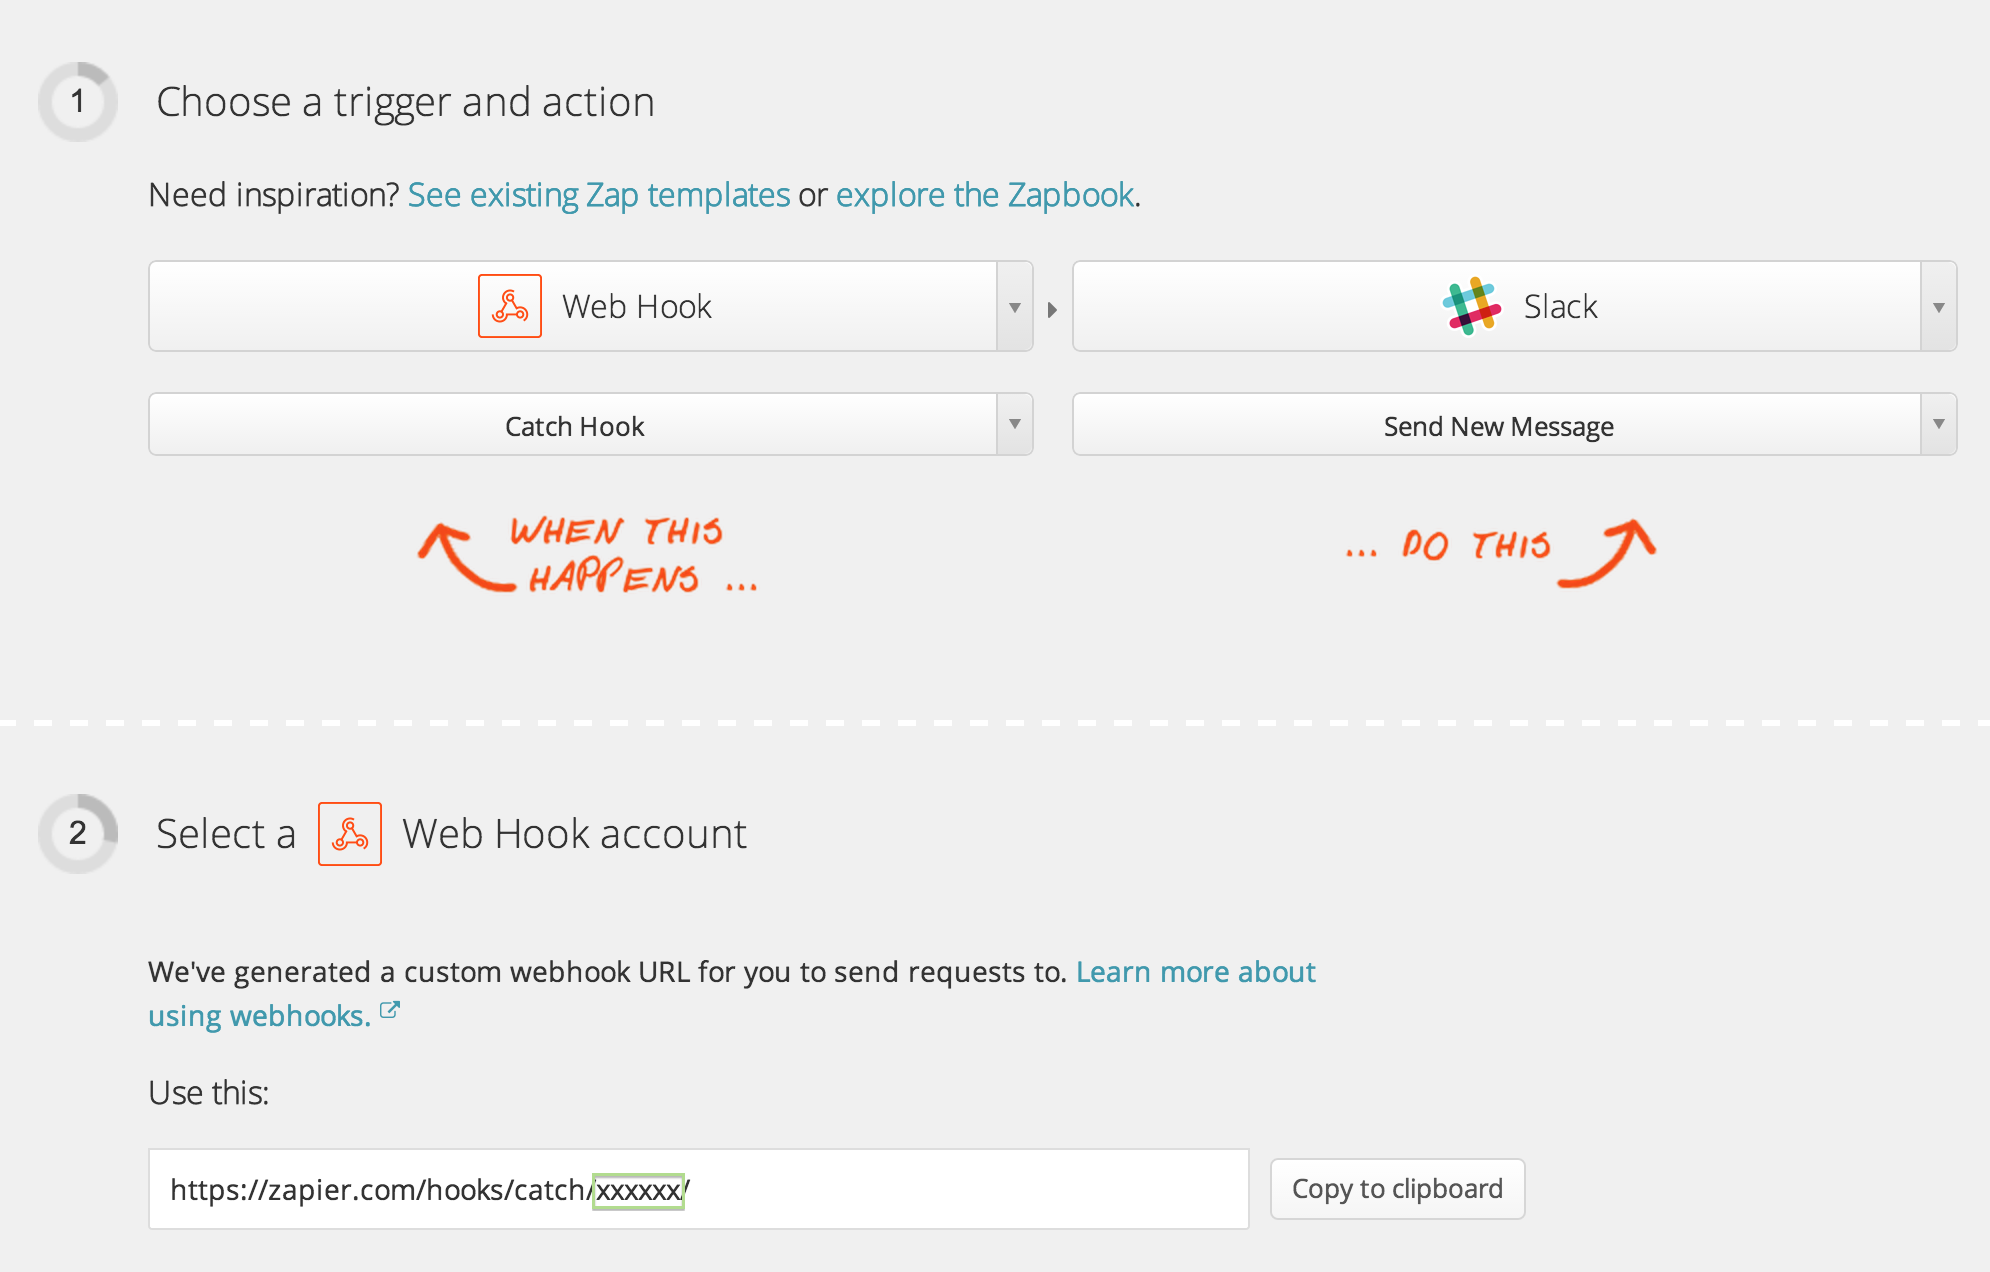 1 Choose a trigger and action
Need inspiration? See existing Zap templates or explore the Zapbook.
Web Hook
Slack
Catch Hook
Send New Message
WHEN THIS
HAPPENS ...
... DO THIS
2 Select a Web Hook account
We've generated a custom webhook URL for you to send requests to. Learn more about
using webhooks.
Use this:
https://zapier.com/hooks/catch/xxxxxx/
Copy to clipboard